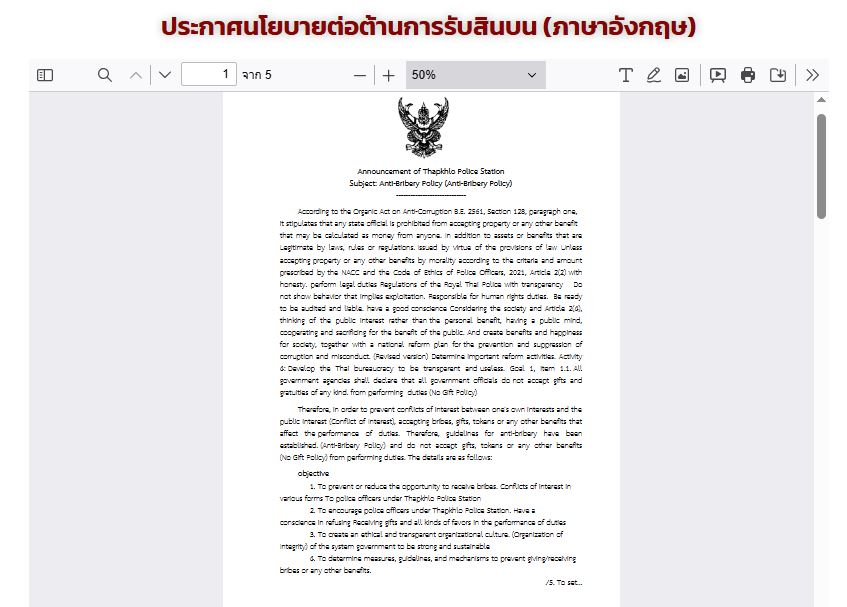 ประกาศนโยบายต่อต้านการรับสินบน (ภาษาอังกฤษ)
1 จาก 5
50%
Announcement of Thapkhlo Police Station
Subject: Anti-Bribery Policy (Anti-Bribery Policy)
------------------------------
According to the Organic Act on Anti-Corruption B.E. 2561, Section 128, paragraph one,
it stipulates that any state official is prohibited from accepting property or any other benefit
that may be calculated as money from anyone. In addition to assets or benefits that are
Legitimate by laws, rules or regulations. issued by virtue of the provisions of law Unless
accepting property or any other benefits by morality according to the criteria and amount
prescribed by the NACC and the Code of Ethics of Police Officers, 2021, Article 2(2) with
honesty. perform legal duties Regulations of the Royal Thai Police with transparency . Do
not show behavior that implies exploitation. Responsible for human rights duties. Be ready
to be audited and liable. have a good conscience Considering the society and Article 2(6),
thinking of the public interest rather than the personal benefit, having a public mind,
cooperating and sacrificing for the benefit of the public. And create benefits and happiness
for society, together with a national reform plan for the prevention and suppression of
corruption and misconduct. (Revised version) Determine important reform activities. Activity
6: Develop the Thai bureaucracy to be transparent and useless. Goal 1, Item 1.1. All
government agencies shall declare that all government officials do not accept gifts and
gratuities of any kind. from performing duties (No Gift Policy)
Therefore, in order to prevent conflicts of interest between one's own interests and the
public interest (Conflict of Interest), accepting bribes, gifts, tokens or any other benefits that
affect the performance of duties. Therefore, guidelines for anti-bribery have been
established. (Anti-Bribery Policy) and do not accept gifts, tokens or any other benefits
(No Gift Policy) from performing duties. The details are as follows:
objective
1. To prevent or reduce the opportunity to receive bribes. Conflicts of interest in
various forms To police officers under Thapkhlo Police Station
2. To encourage police officers under Thapkhlo Police Station. Have a
conscience in refusing Receiving gifts and all kinds of favors in the performance of duties
3. To create an ethical and transparent organizational culture. (Organization of
Integrity) of the system government to be strong and sustainable
6. To determine measures, guidelines, and mechanisms to prevent giving/receiving
bribes or any other benefits.
/5. To set...